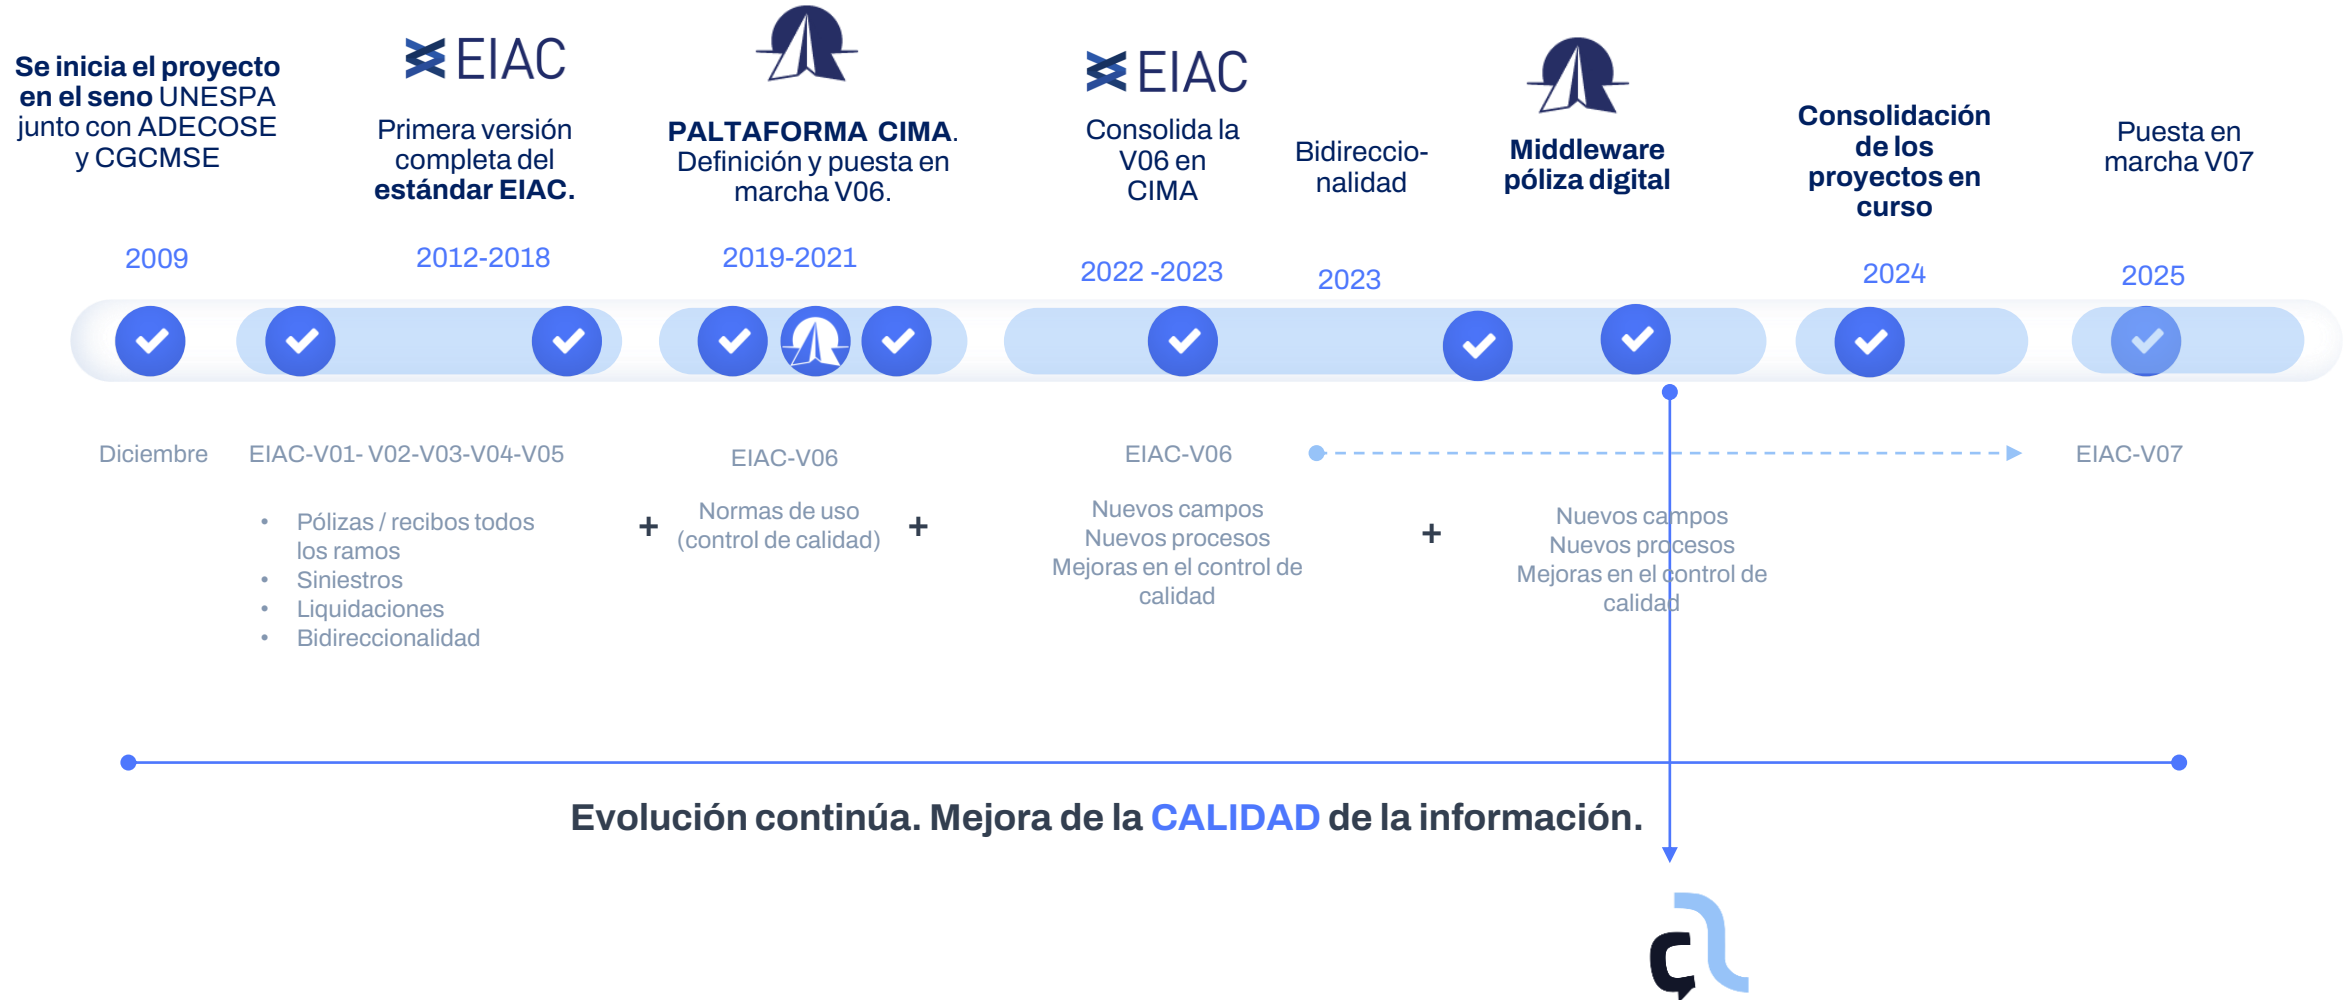 Se inicia el proyecto
en el seno UNESPA
junto con ADECOSE
y CGCMSE
2009
EIAC
Primera versión
completa del
estándar EIAC.
2012-2018
PALTAFORMA CIMA.
Definición y puesta en
marcha V06.
2019-2021
EIAC
Consolida la
V06 en
CIMA
2022 -2023
Bidireccio-
nalidad
2023
Middleware
póliza digital
Consolidación
de los
proyectos en
curso
2024
Puesta en
marcha V07
2025
Diciembre
EIAC-V01- V02-V03-V04-V05
• Pólizas / recibos todos
los ramos
• Siniestros
• Liquidaciones
• Bidireccionalidad
+
EIAC-V06
Normas de uso
(control de calidad)
+
EIAC-V06
Nuevos campos
Nuevos procesos
Mejoras en el control de
calidad
+
Nuevos campos
Nuevos procesos
Mejoras en el control de
calidad
EIAC-V07
Evolución continúa. Mejora de la CALIDAD de la información.